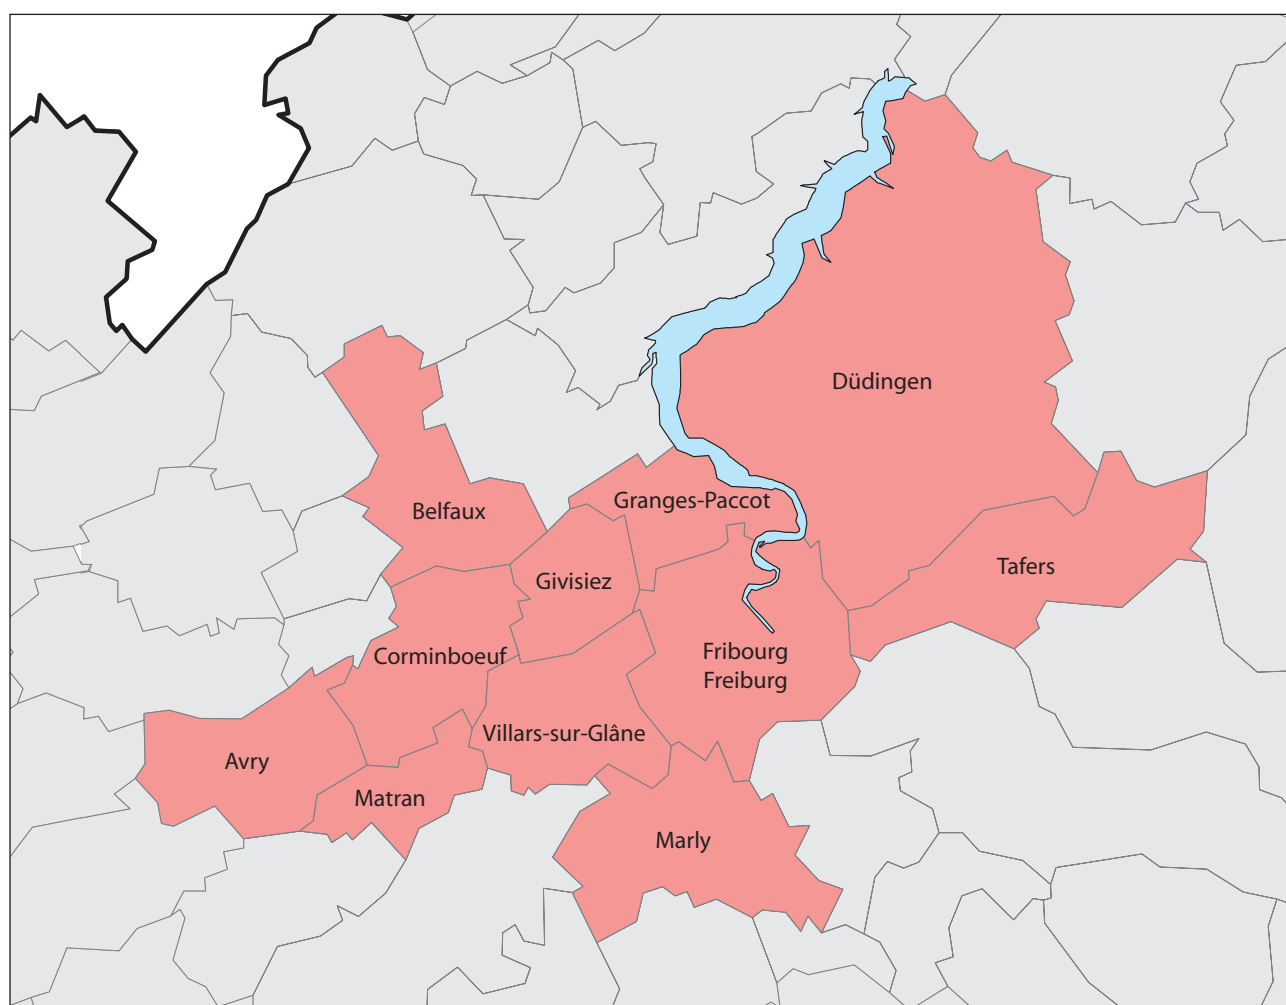 Düdingen
Granges-Paccot
Belfaux
Tafers
Givisiez
Fribourg
Freiburg
Corminboeuf
Villars-sur-Glâne
Avry
Matran
Marly